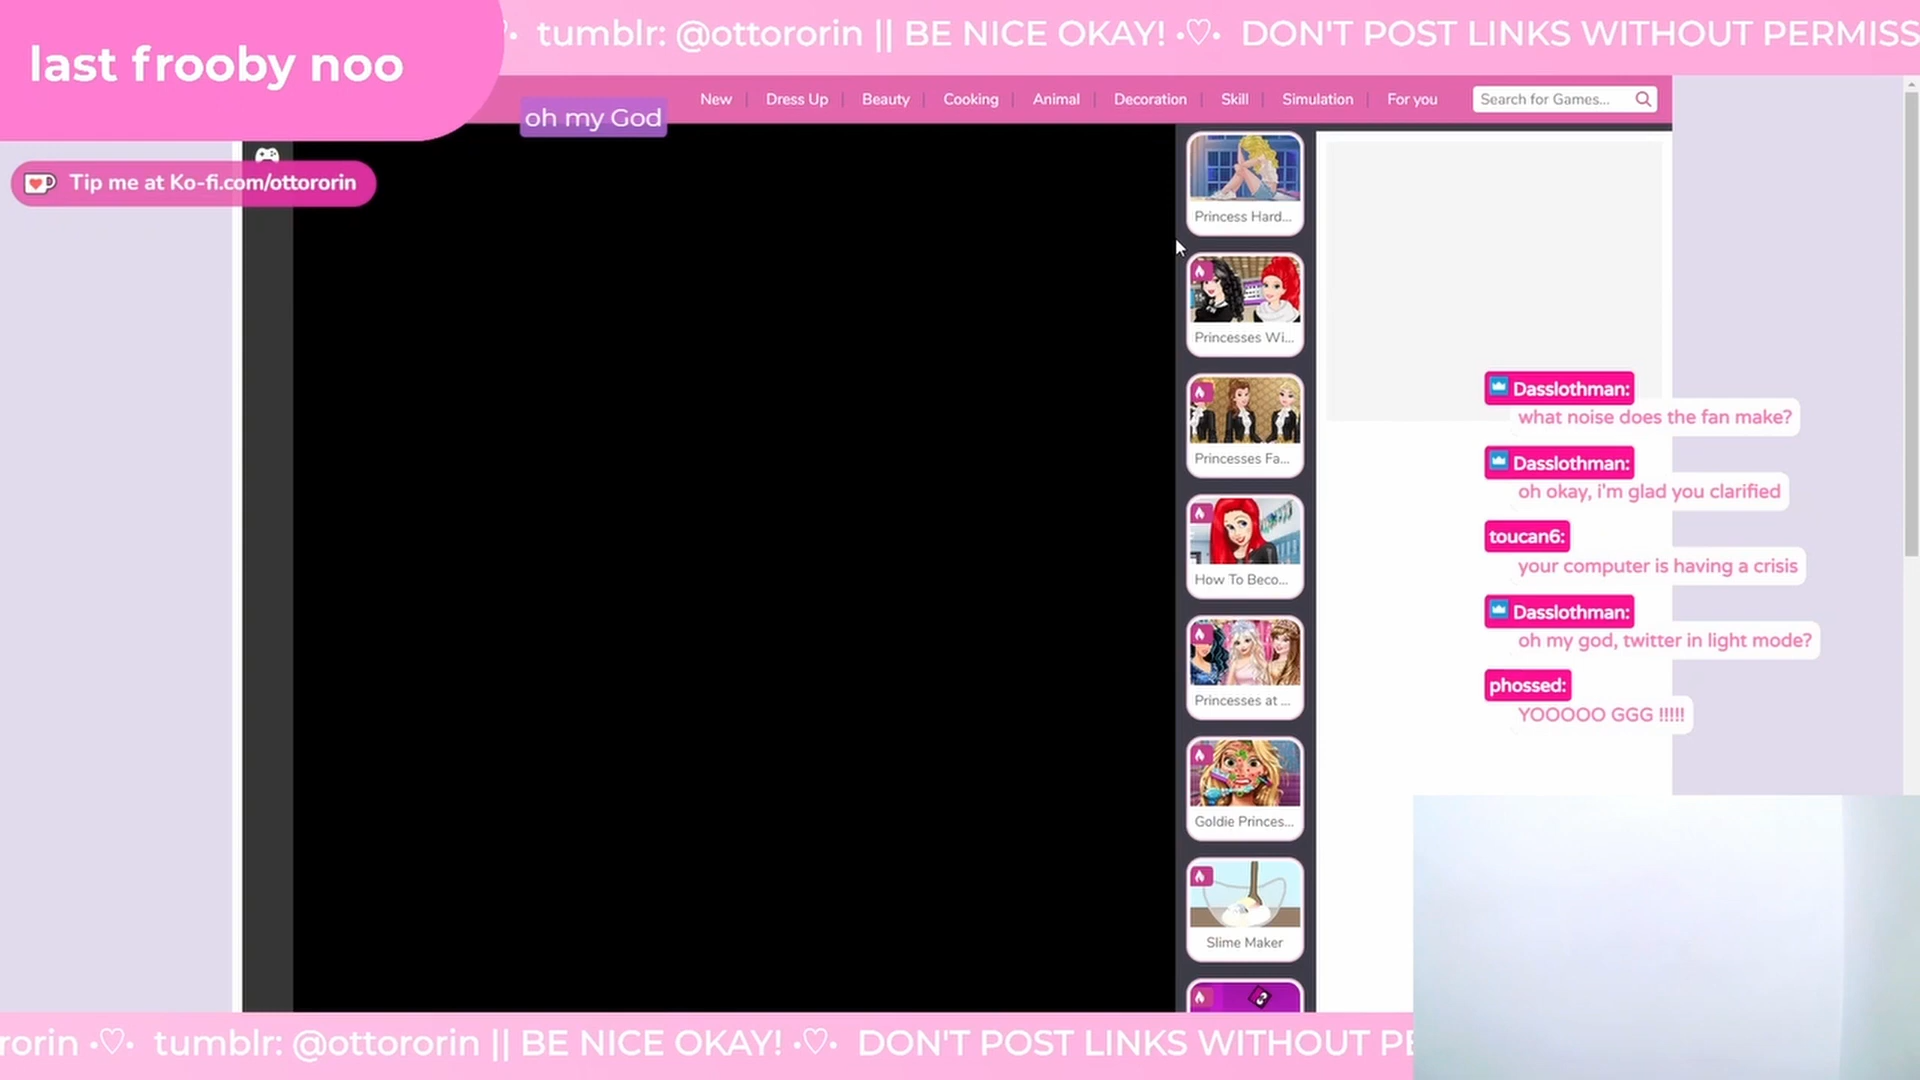 last frooby noo
tumblr: @ottororin || BE NICE OKAY! •♡• DON'T POST LINKS WITHOUT PERMISS
oh my God
New
Dress Up
Beauty
Cooking
Animal
Decoration
Skill
Simulation
For you
Search for Games...
Tip me at Ko-fi.com/ottororin
Princess Hard...
Princesses Wi...
Princesses Fa...
How To Beco...
Princesses at ...
Goldie Princes...
Slime Maker
Dasslothman:
what noise does the fan make?
Dasslothman:
oh okay, i'm glad you clarified
toucan6:
your computer is having a crisis
Dasslothman:
oh my god, twitter in light mode?
phossed:
YOOOOO GGG !!!!!
rorin •♡• tumblr: @ottororin || BE NICE OKAY! •♡• DON'T POST LINKS WITHOUT PE